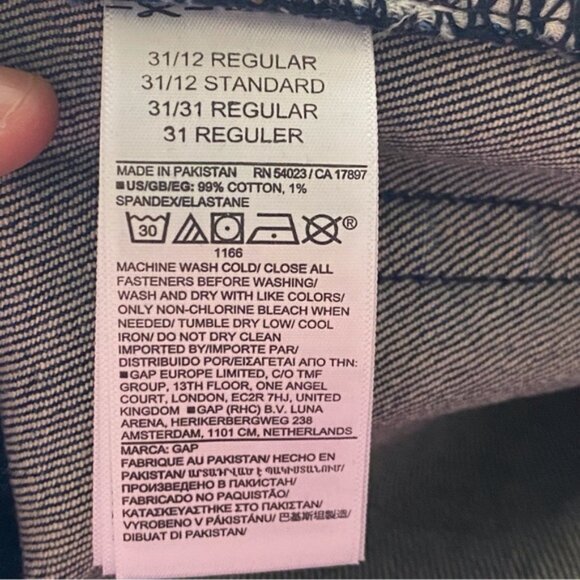 31/12 REGULAR
31/12 STANDARD
31/31 REGULAR
31 REGULER
MADE IN PAKISTAN RN 54023 / CA 17897
■US/GB/EG: 99% COTTON, 1%
SPANDEX/ELASTANE
30 ®
1166
MACHINE WASH COLD/ CLOSE ALL
FASTENERS BEFORE WASHING/
WASH AND DRY WITH LIKE COLORS/
ONLY NON-CHLORINE BLEACH WHEN
NEEDED/ TUMBLE DRY LOW/ COOL
IRON/ DO NOT DRY CLEAN
IMPORTED BY/IMPORTE PAR/
DISTRIBUIDO POR/ΕΙΣΑΓΕΤΑΙ ΑΠΟ ΤΗΝ:
■GAP EUROPE LIMITED, C/O TMF
GROUP, 13TH FLOOR, ONE ANGEL
COURT, LONDON, EC2R 7HJ, UNITED
KINGDOM ■GAP (RHC) B.V. LUNA
ARENA, HERIKERBERGWEG 238
AMSTERDAM, 1101 CM, NETHERLANDS
MARCA: GAP
FABRIQUE AU PAKISTAN/ HECHO EN
PAKISTAN/ ԱՐՏԱԴՐՎԱԾ Է ՊԱԿԻՍՏԱՆՈՒՄ/
ПРОИЗВЕДЕНО В ПАКИСТАН/
FABRICADO NO PAQUISTÃO/
ΚΑΤΑΣΚΕΥΑΣΤΗΚΕ ΣΤΟ ΠΑΚΙΣΤΑΝ/
VYROBENO V PÁKISTÁNU/ 巴基斯坦製造/
DIBUAT DI PAKISTAN/